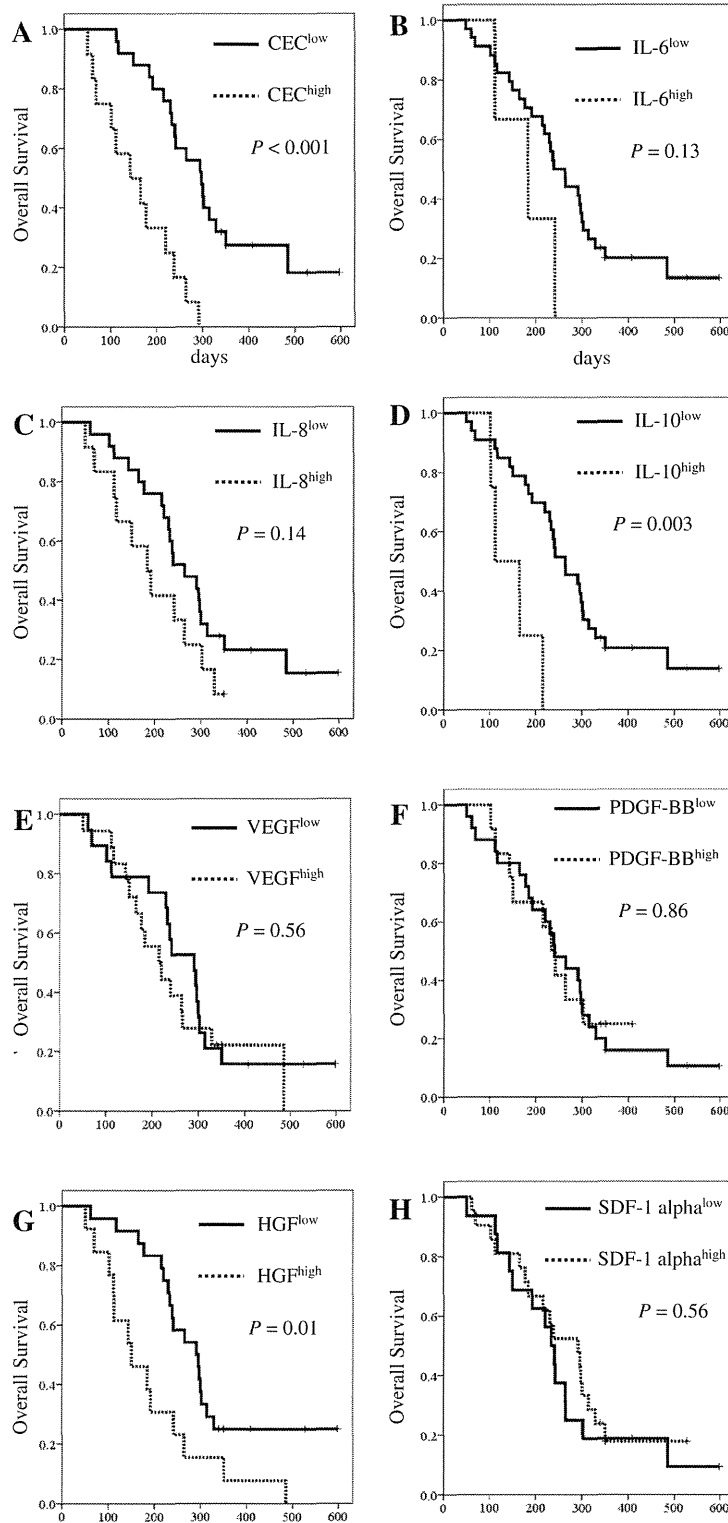 A
CEC^low
CEC^high
P < 0.001
Overall Survival
1.0
0.8
0.6
0.4
0.2
0.0
0 100 200 300 400 500 600
days
B
IL-6^low
IL-6^high
P = 0.13
Overall Survival
1.0
0.8
0.6
0.4
0.2
0.0
0 100 200 300 400 500 600
days
C
IL-8^low
IL-8^high
P = 0.14
Overall Survival
1.0
0.8
0.6
0.4
0.2
0.0
0 100 200 300 400 500 600
D
IL-10^low
IL-10^high
P = 0.003
Overall Survival
1.0
0.8
0.6
0.4
0.2
0.0
0 100 200 300 400 500 600
E
VEGF^low
VEGF^high
P = 0.56
Overall Survival
1.0
0.8
0.6
0.4
0.2
0.0
0 100 200 300 400 500 600
F
PDGF-BB^low
PDGF-BB^high
P = 0.86
Overall Survival
1.0
0.8
0.6
0.4
0.2
0.0
0 100 200 300 400 500 600
G
HGF^low
HGF^high
P = 0.01
Overall Survival
1.0
0.8
0.6
0.4
0.2
0.0
0 100 200 300 400 500 600
H
SDF-1 alpha^low
SDF-1 alpha^high
P = 0.56
Overall Survival
1.0
0.8
0.6
0.4
0.2
0.0
0 100 200 300 400 500 600